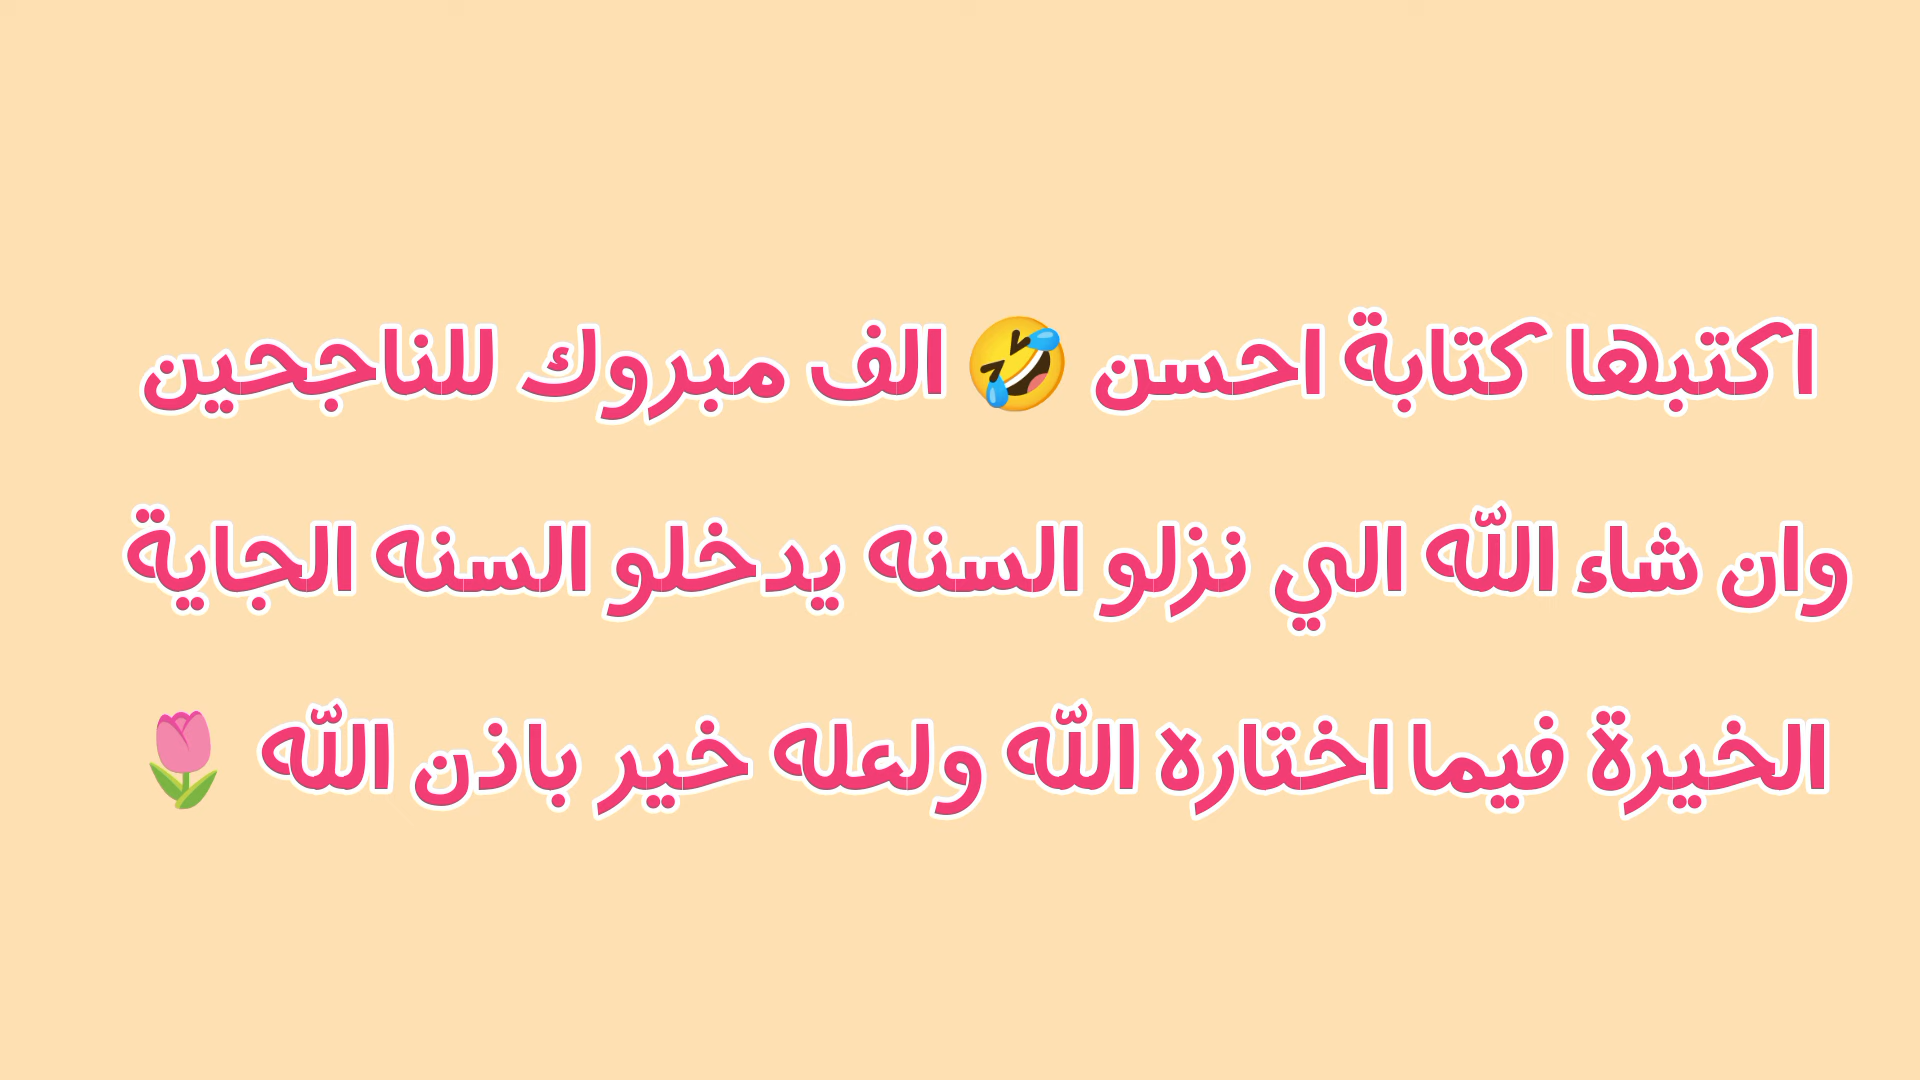 اكتبها كتابة احسن 🤣 الف مبروك للناجحين
وان شاء الله الي نزلو السنه يدخلو السنه الجاية
الخيرة فيما اختاره الله ولعله خير باذن الله 🌷